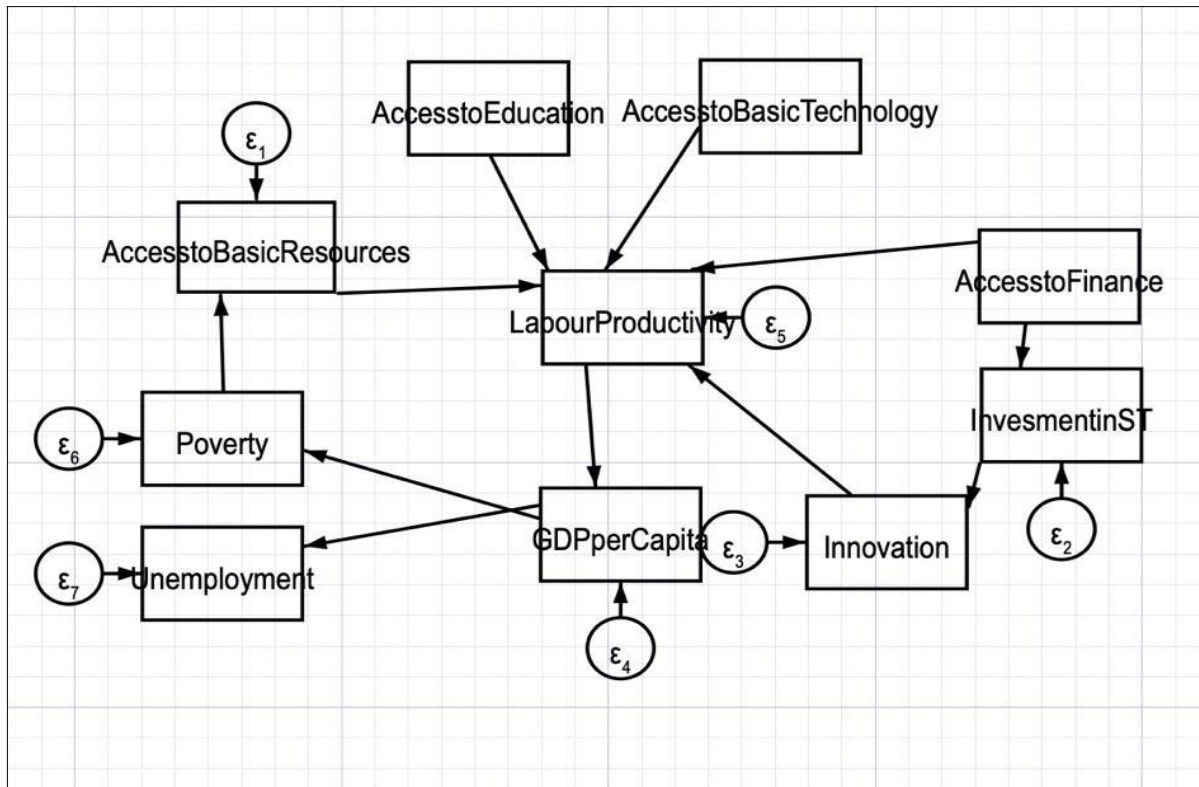 AccesstoEducation
AccesstoBasicTechnology
ε1
AccesstoBasicResources
AccesstoFinance
LabourProductivity
ε5
InvesmentinST
ε6
Poverty
GDPperCapita
ε3
Innovation
ε2
ε7
Unemployment
ε4